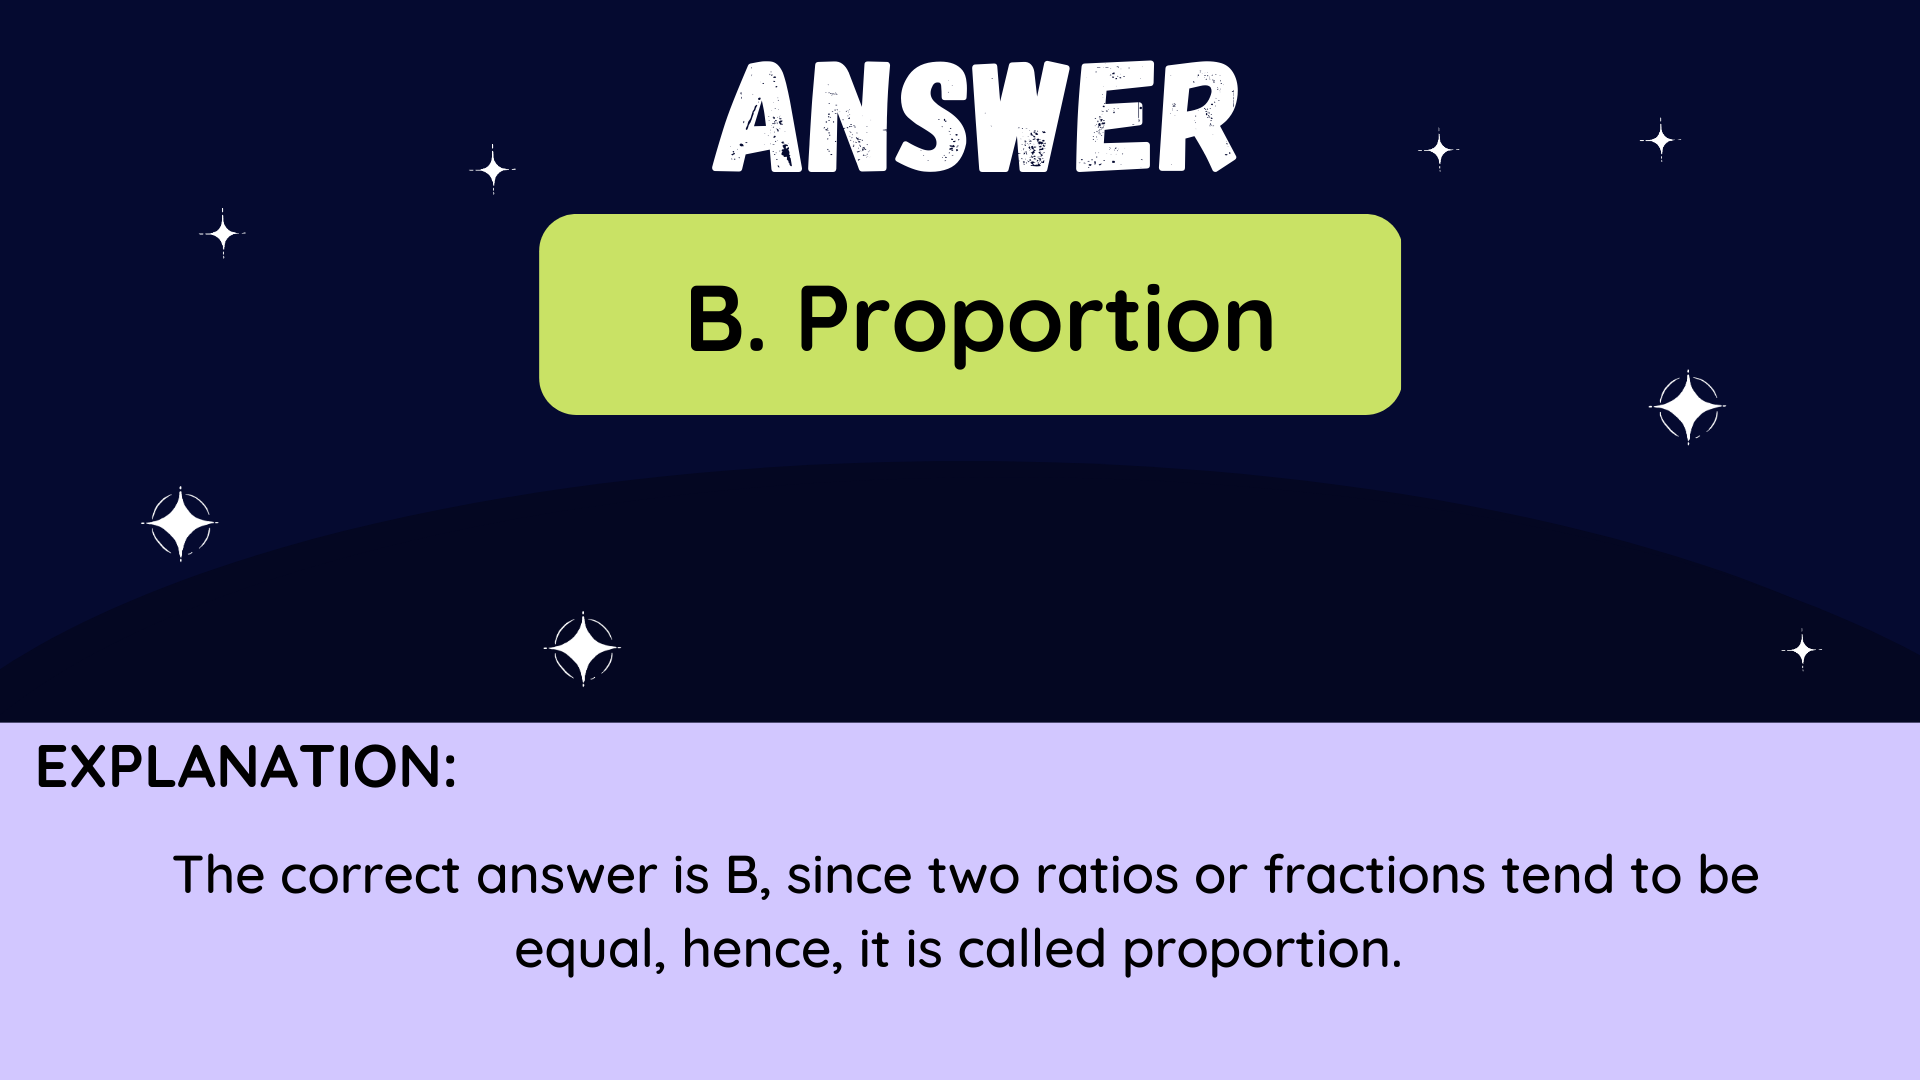 ANSWER
B. Proportion
EXPLANATION:
The correct answer is B, since two ratios or fractions tend to be
equal, hence, it is called proportion.